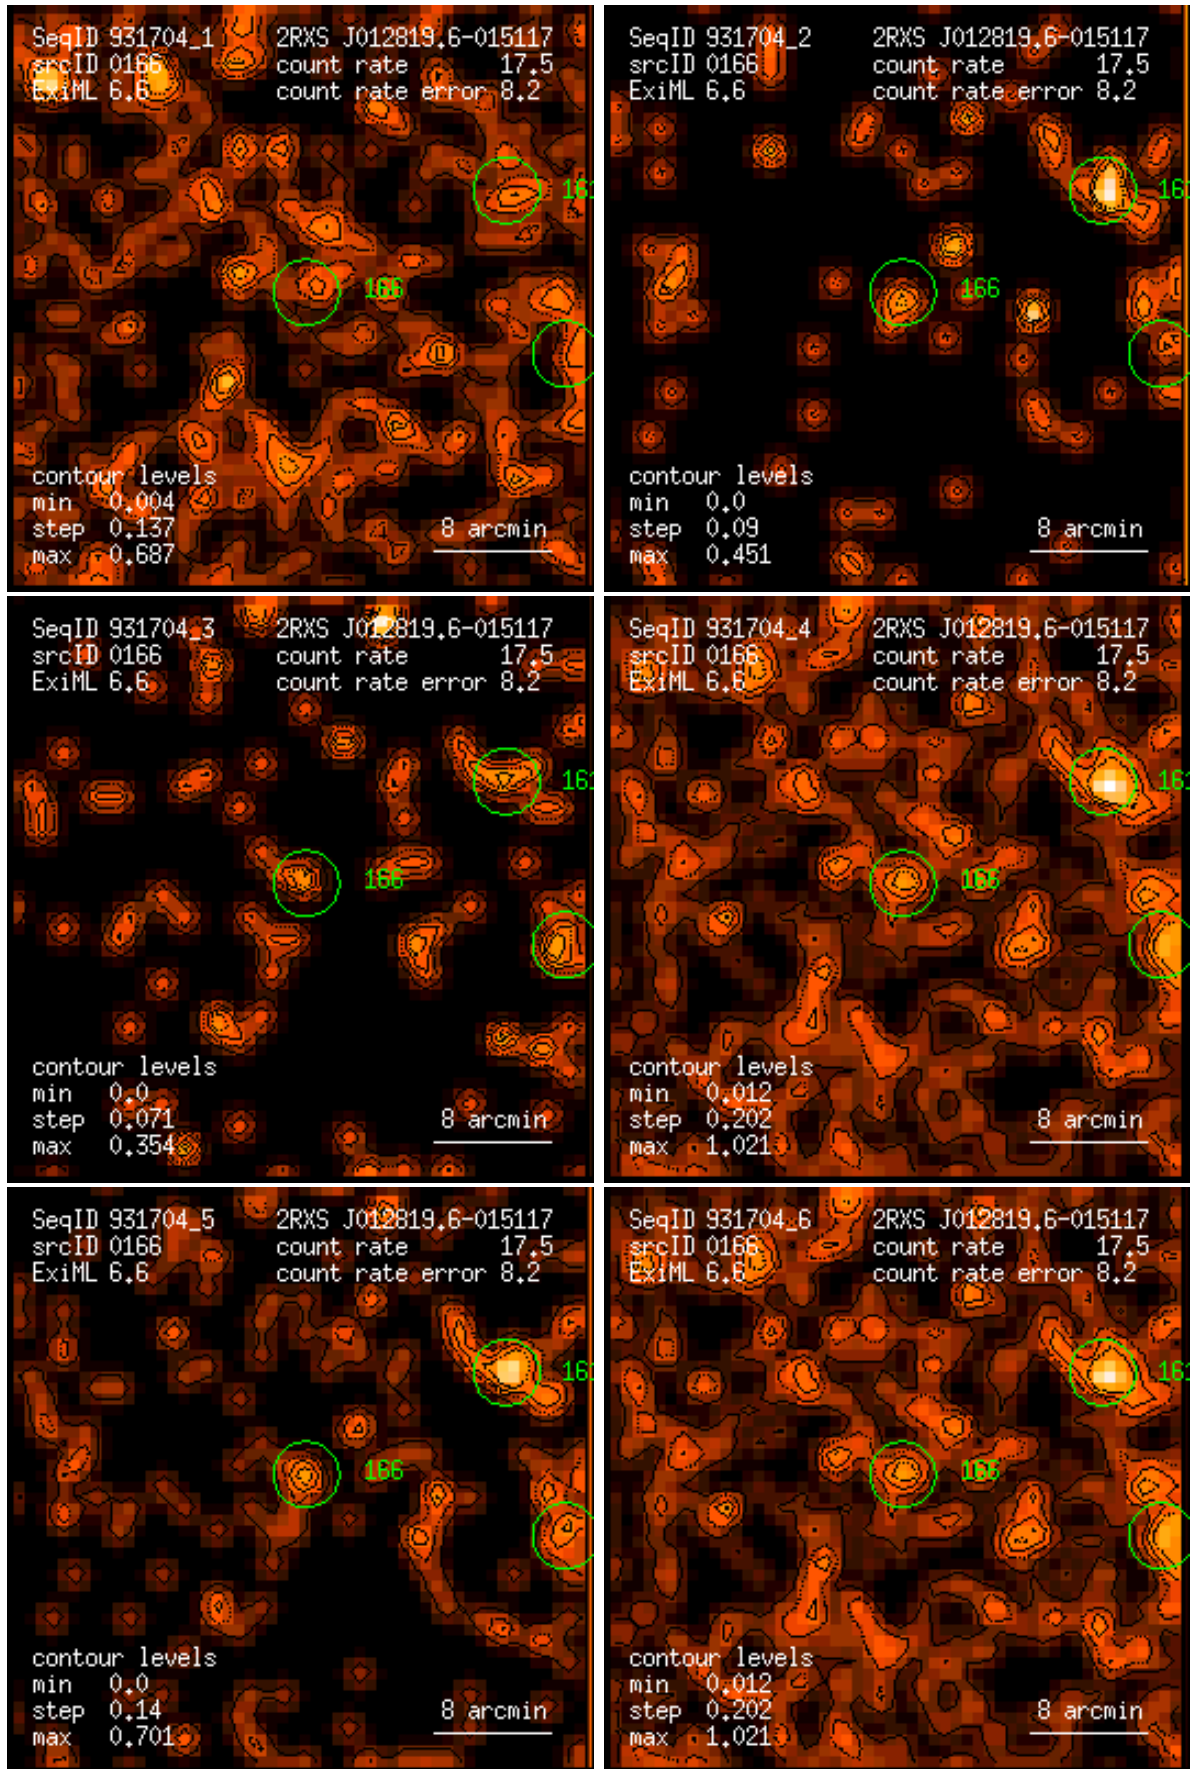 SeqID 931704_1 2RXS J012819.6-015117
srcID 0166 count rate 17.5
ExiML 6.6 count rate error 8.2
161
166
contour levels
min 0.004
step 0.137
max 0.687
8 arcmin
SeqID 931704_2 2RXS J012819.6-015117
srcID 0166 count rate 17.5
ExiML 6.6 count rate error 8.2
161
166
contour levels
min 0.0
step 0.09
max 0.451
8 arcmin
SeqID 931704_3 2RXS J012819.6-015117
srcID 0166 count rate 17.5
ExiML 6.6 count rate error 8.2
161
166
contour levels
min 0.0
step 0.071
max 0.354
8 arcmin
SeqID 931704_4 2RXS J012819.6-015117
srcID 0166 count rate 17.5
ExiML 6.6 count rate error 8.2
161
166
contour levels
min 0.012
step 0.202
max 1.021
8 arcmin
SeqID 931704_5 2RXS J012819.6-015117
srcID 0166 count rate 17.5
ExiML 6.6 count rate error 8.2
161
166
contour levels
min 0.0
step 0.14
max 0.701
8 arcmin
SeqID 931704_6 2RXS J012819.6-015117
srcID 0166 count rate 17.5
ExiML 6.6 count rate error 8.2
161
166
contour levels
min 0.012
step 0.202
max 1.021
8 arcmin